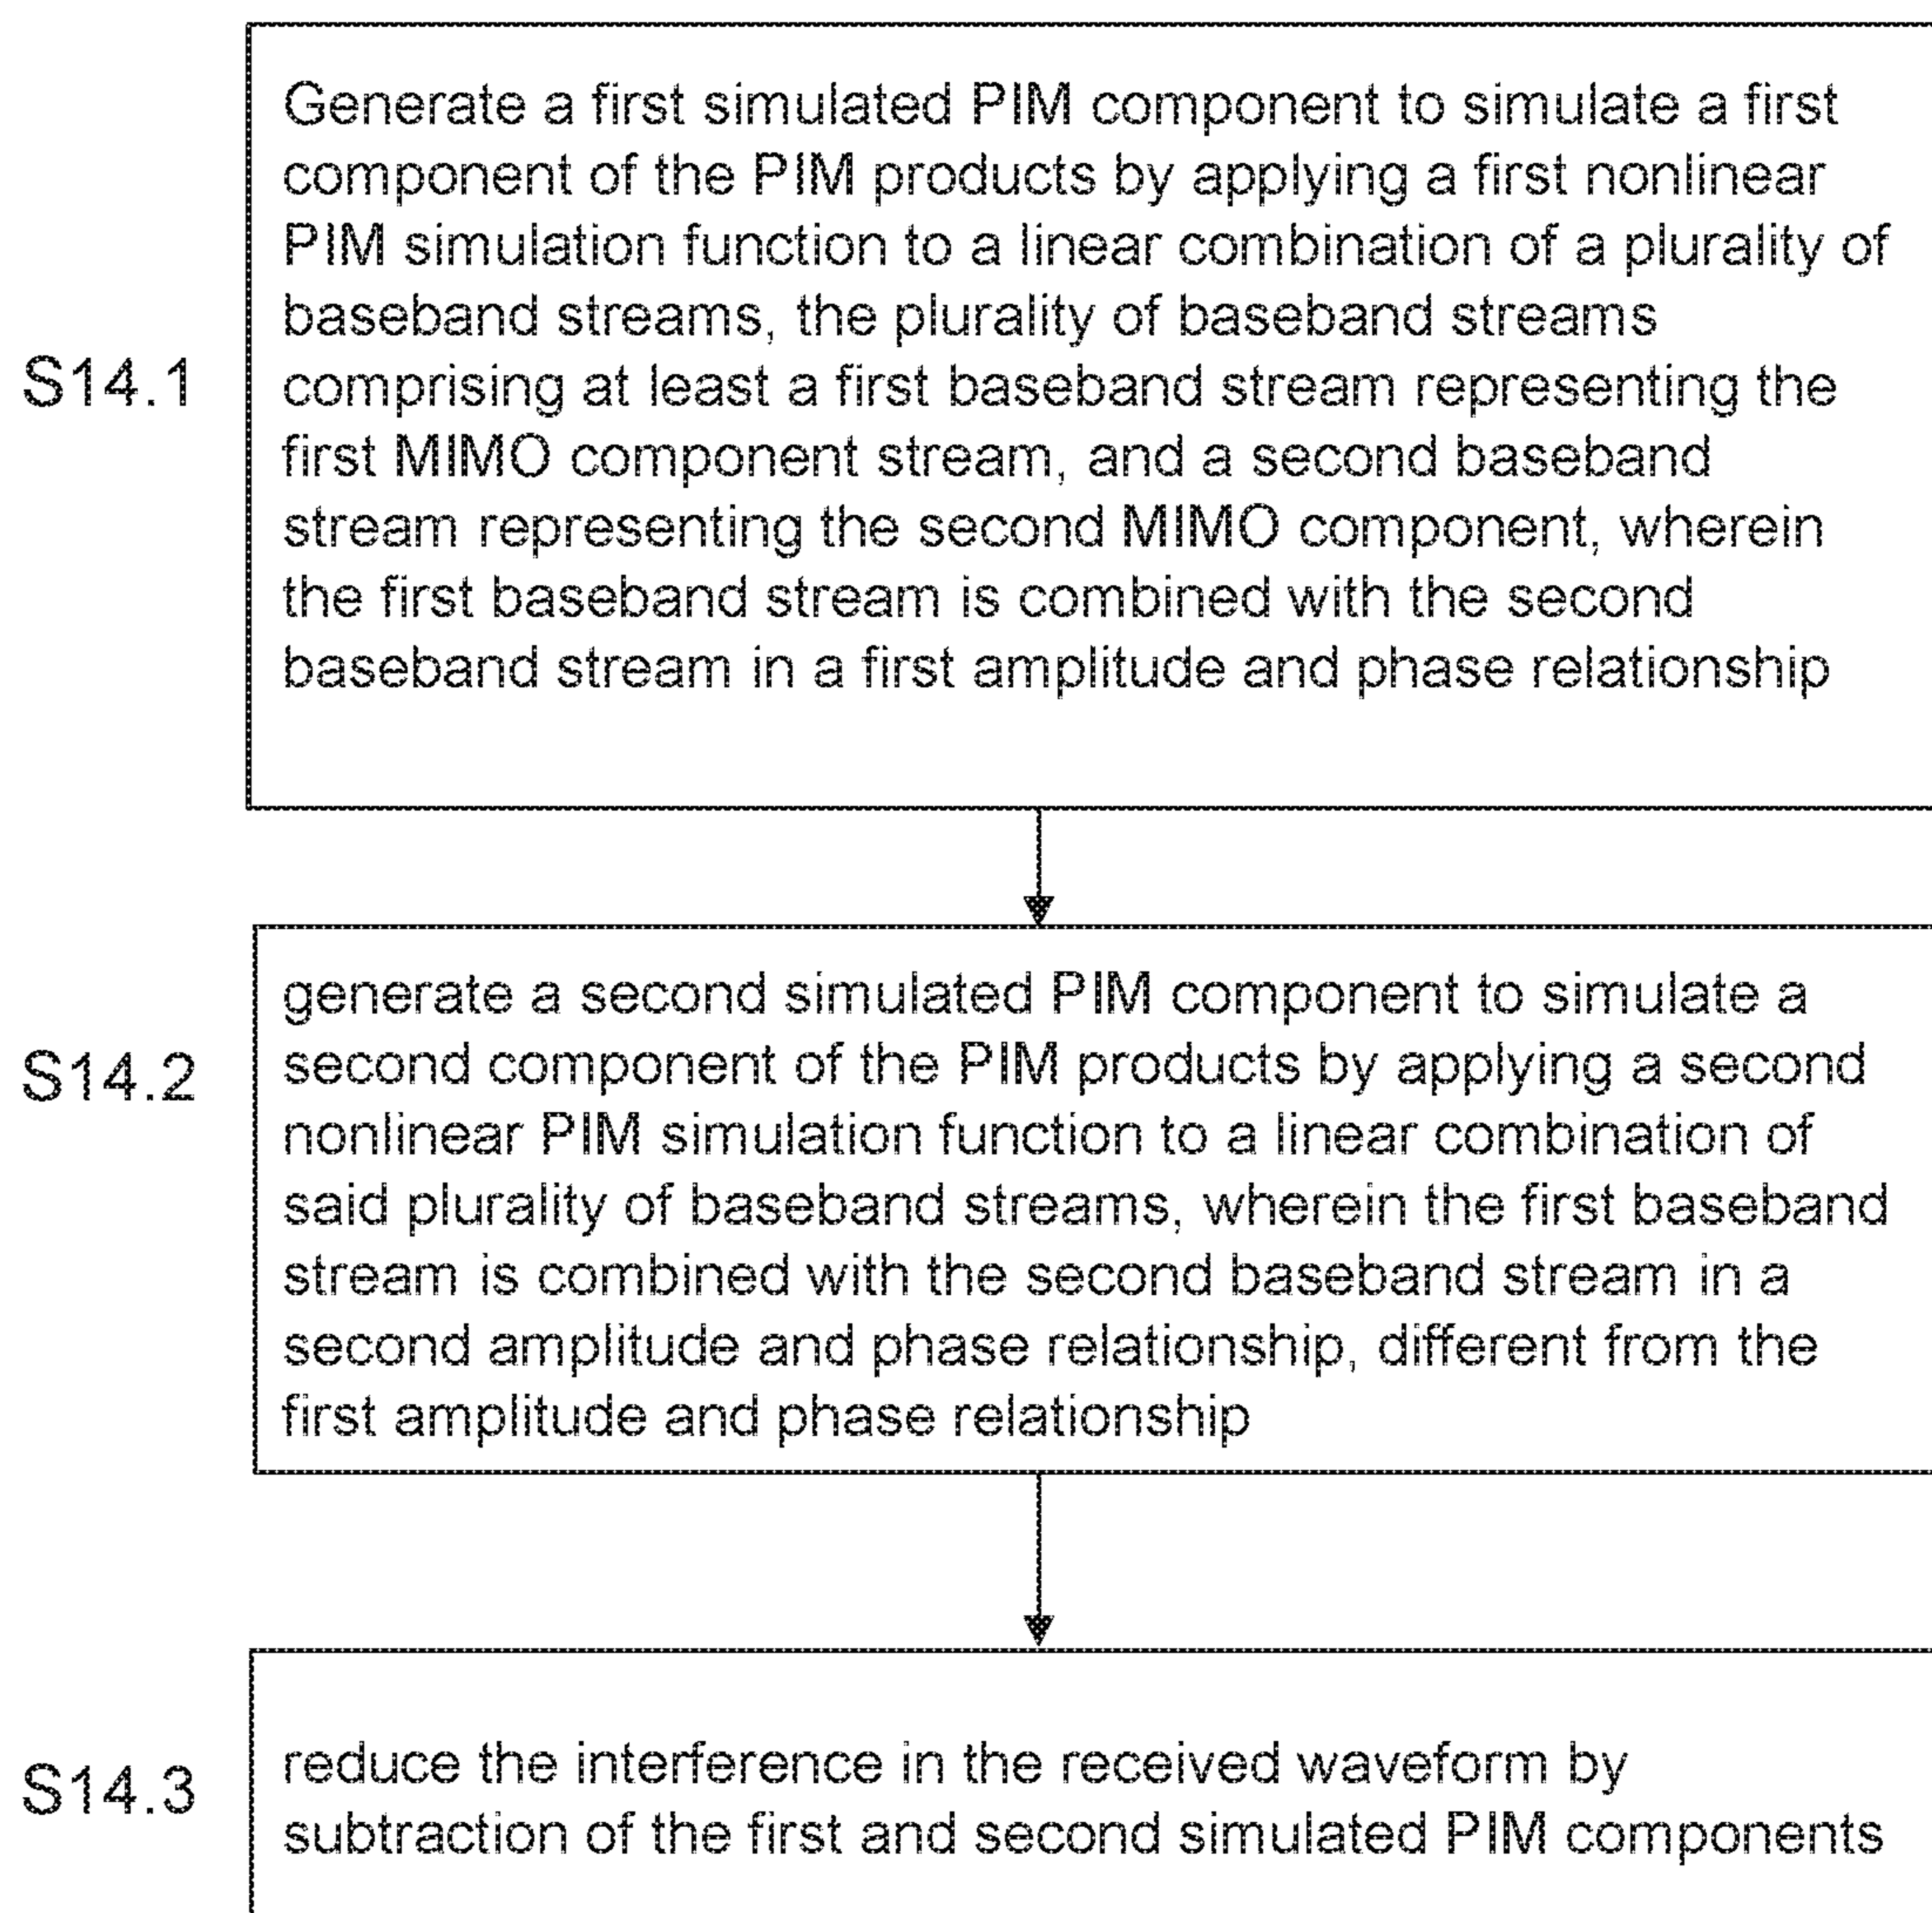 S14.1
Generate a first simulated PIM component to simulate a first
component of the PIM products by applying a first nonlinear
PIM simulation function to a linear combination of a plurality of
baseband streams, the plurality of baseband streams
comprising at least a first baseband stream representing the
first MIMO component stream, and a second baseband
stream representing the second MIMO component, wherein
the first baseband stream is combined with the second
baseband stream in a first amplitude and phase relationship
S14.2
generate a second simulated PIM component to simulate a
second component of the PIM products by applying a second
nonlinear PIM simulation function to a linear combination of
said plurality of baseband streams, wherein the first baseband
stream is combined with the second baseband stream in a
second amplitude and phase relationship, different from the
first amplitude and phase relationship
S14.3
reduce the interference in the received waveform by
subtraction of the first and second simulated PIM components